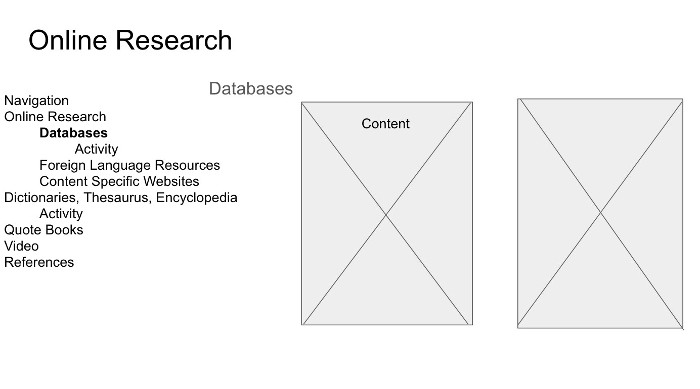 Online Research
Databases
Navigation
Online Research
Databases
Activity
Foreign Language Resources
Content Specific Websites
Dictionaries, Thesaurus, Encyclopedia
Activity
Quote Books
Video
References
Content